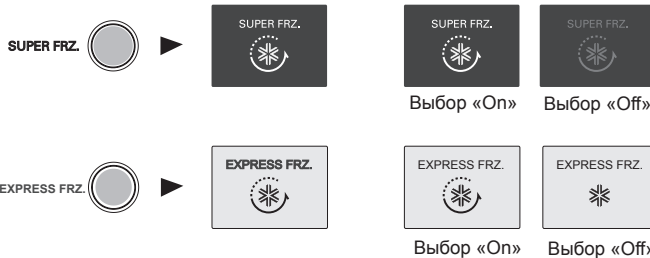 SUPER FRZ. SUPER FRZ. SUPER FRZ. SUPER FRZ.
Выбор «On» Выбор «Off»
EXPRESS FRZ. EXPRESS FRZ. EXPRESS FRZ. EXPRESS FRZ.
Выбор «On» Выбор «Off»